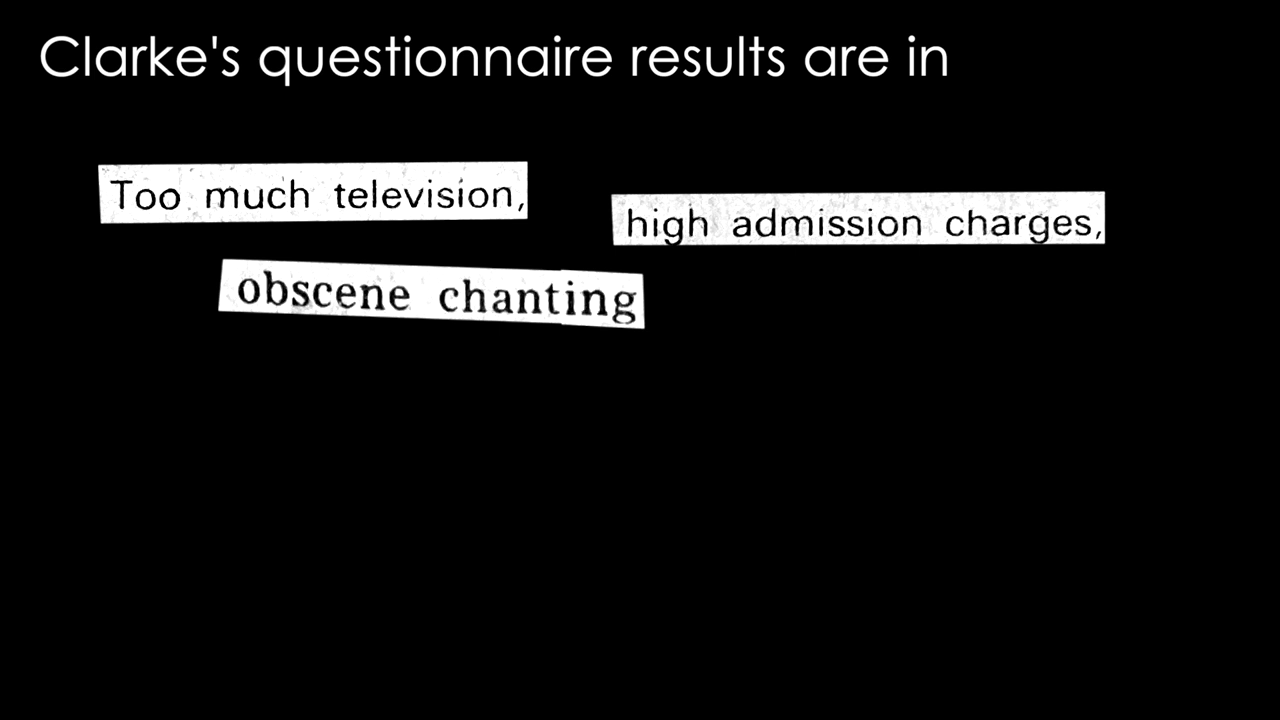 Clarke's questionnaire results are in
Too much television,
high admission charges,
obscene chanting